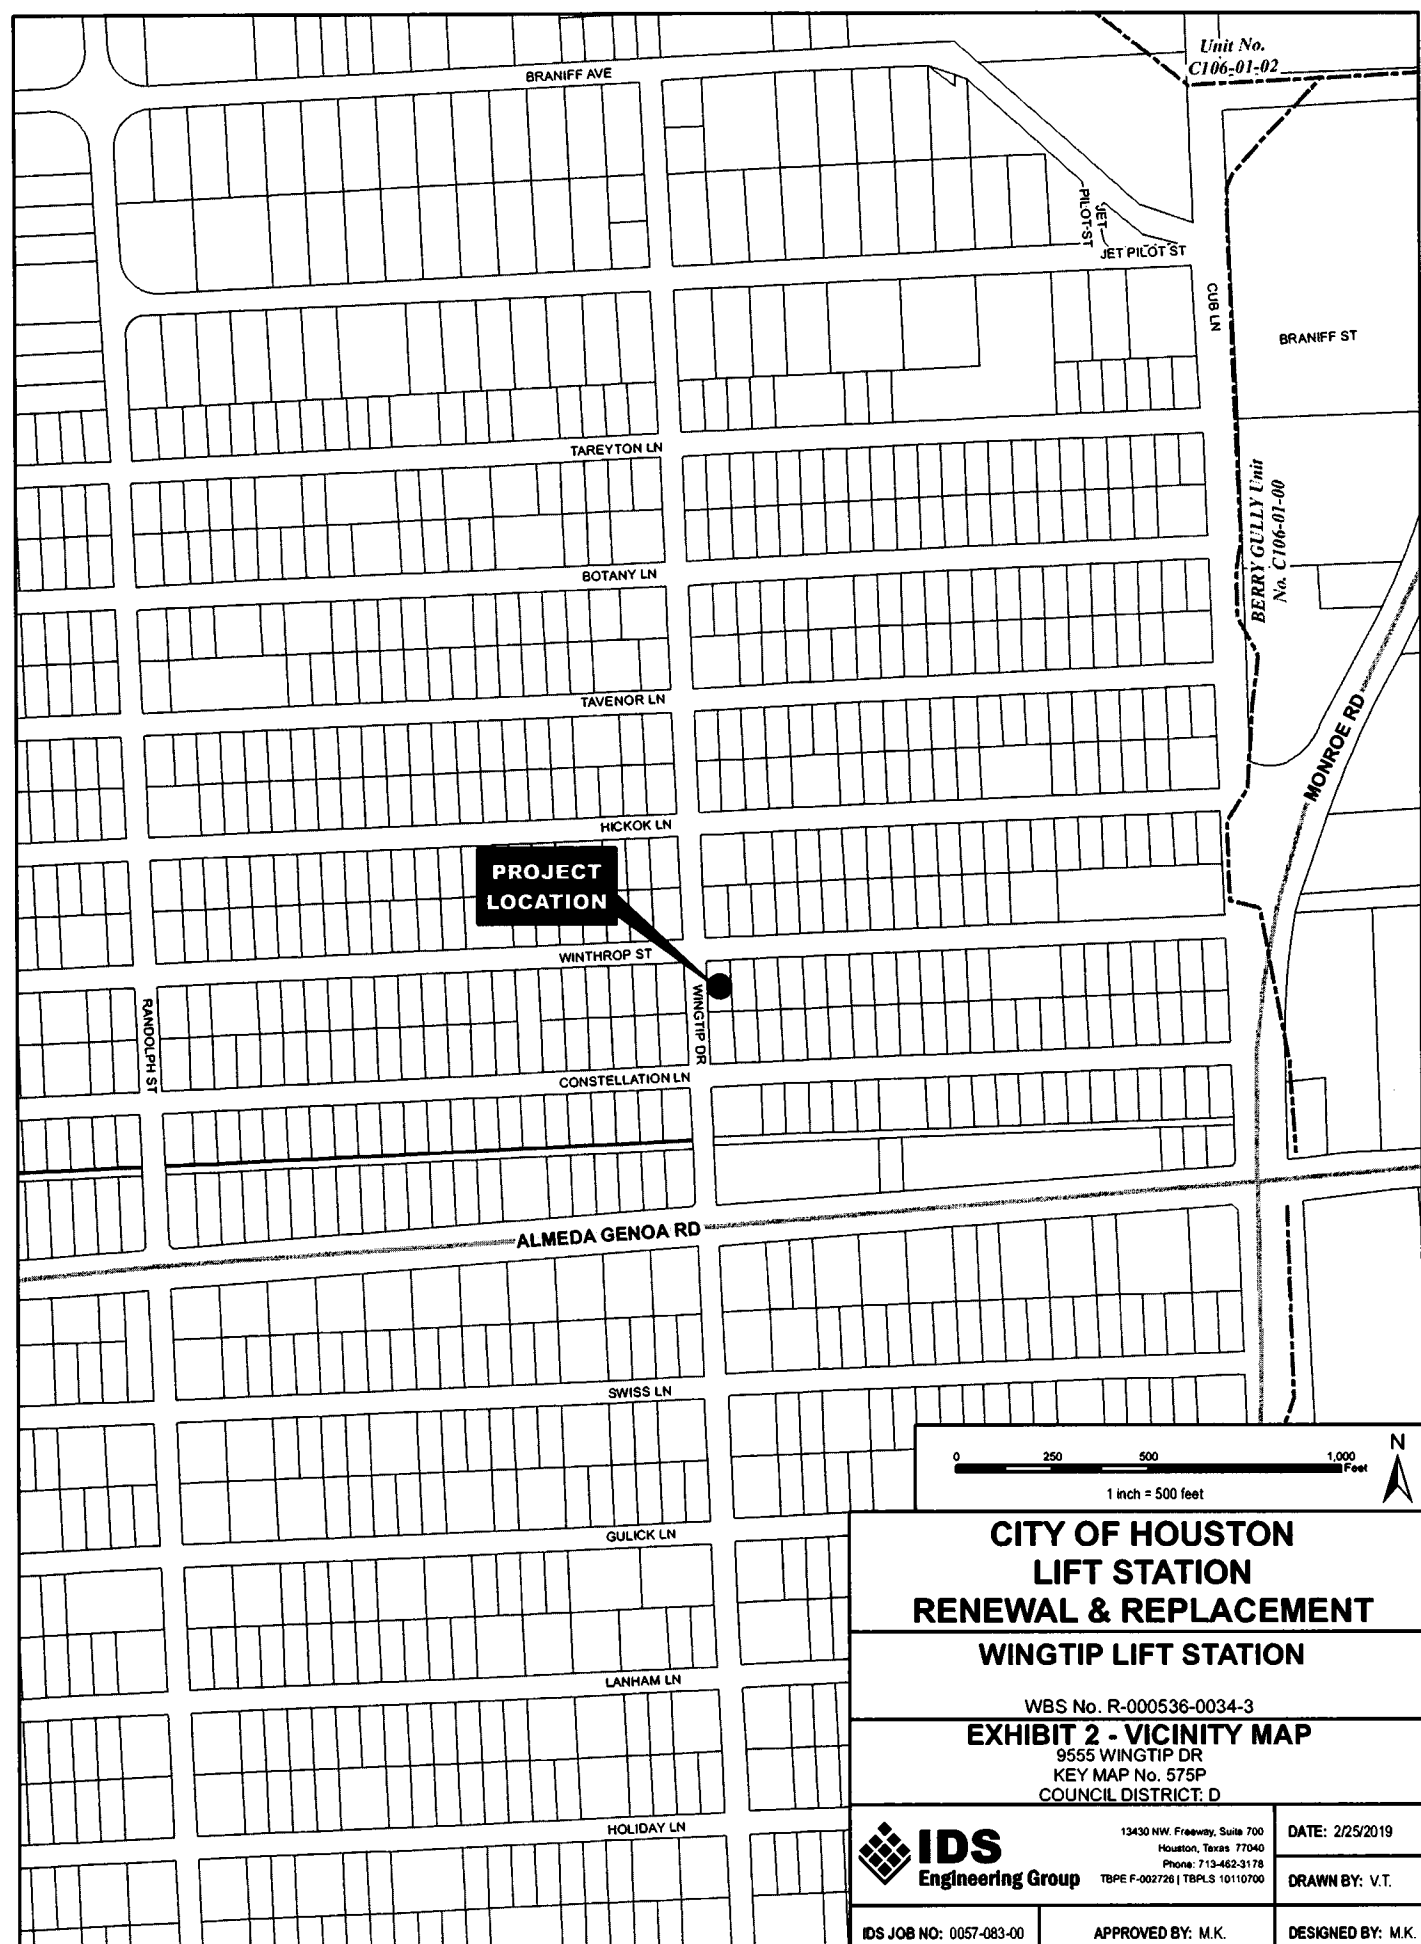 Unit No.
C106-01-02
BRANIFF AVE
JET
PILOT ST
JET PILOT ST
CUB LN
BRANIFF ST
TAREYTON LN
BERRY GULLY Unit
No. C106-01-00
BOTANY LN
TAVENOR LN
MONROE RD
HICKOK LN
PROJECT
LOCATION
WINTHROP ST
WINGTIP DR
RANDOLPH ST
CONSTELLATION LN
ALMEDA GENOA RD
SWISS LN
GULICK LN
LANHAM LN
HOLIDAY LN
0 250 500 1,000
Feet
N
1 inch = 500 feet
CITY OF HOUSTON
LIFT STATION
RENEWAL & REPLACEMENT
WINGTIP LIFT STATION
WBS No. R-000536-0034-3
EXHIBIT 2 - VICINITY MAP
9555 WINGTIP DR
KEY MAP No. 575P
COUNCIL DISTRICT: D
IDS
Engineering Group
13430 NW. Freeway, Suite 700
Houston, Texas 77040
Phone: 713-462-3178
TBPE F-002726 | TBPLS 10110700
DATE: 2/25/2019
DRAWN BY: V.T.
IDS JOB NO: 0057-083-00
APPROVED BY: M.K.
DESIGNED BY: M.K.